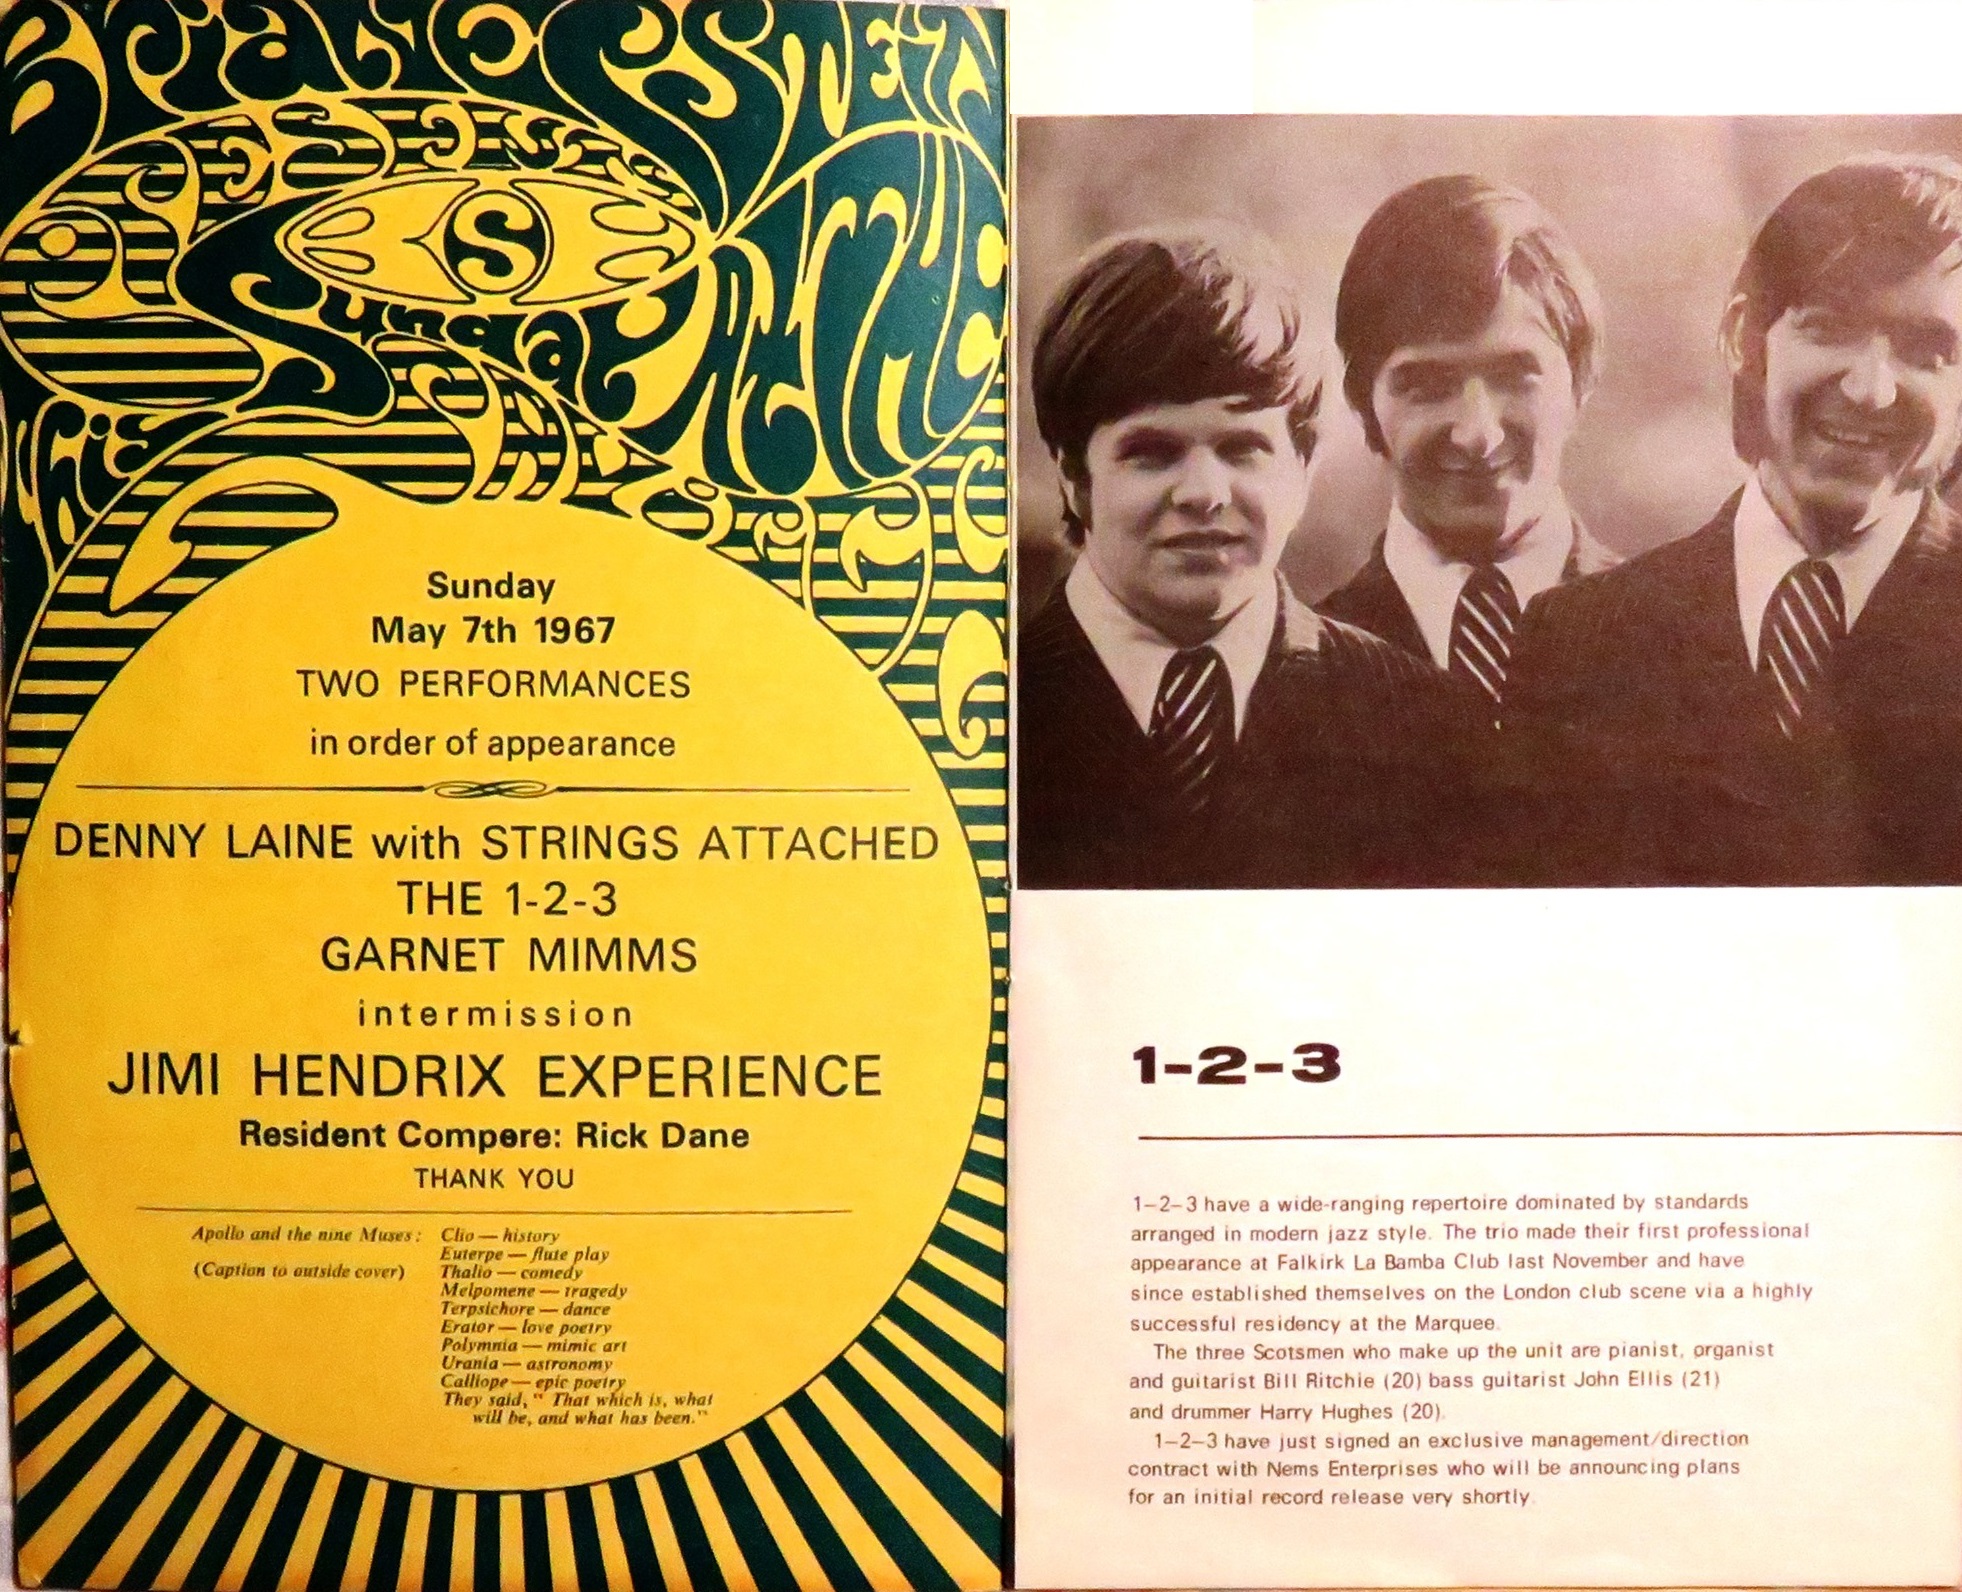 Brian Epstein
Presents
S
Sunday
At The
Saville
Sunday
May 7th 1967
TWO PERFORMANCES
in order of appearance
DENNY LAINE with STRINGS ATTACHED
THE 1-2-3
GARNET MIMMS
intermission
JIMI HENDRIX EXPERIENCE
Resident Compere: Rick Dane
THANK YOU
Apollo and the nine Muses: Clio — history
Euterpe — flute play
(Caption to outside cover) Thalio — comedy
Melpomene — tragedy
Terpsichore — dance
Erator — love poetry
Polymnia — mimic art
Urania — astronomy
Calliope — epic poetry
They said, " That which is, what
will be, and what has been."
1-2-3
1-2-3 have a wide-ranging repertoire dominated by standards
arranged in modern jazz style. The trio made their first professional
appearance at Falkirk La Bamba Club last November and have
since established themselves on the London club scene via a highly
successful residency at the Marquee.
The three Scotsmen who make up the unit are pianist, organist
and guitarist Bill Ritchie (20) bass guitarist John Ellis (21)
and drummer Harry Hughes (20).
1-2-3 have just signed an exclusive management/direction
contract with Nems Enterprises who will be announcing plans
for an initial record release very shortly.